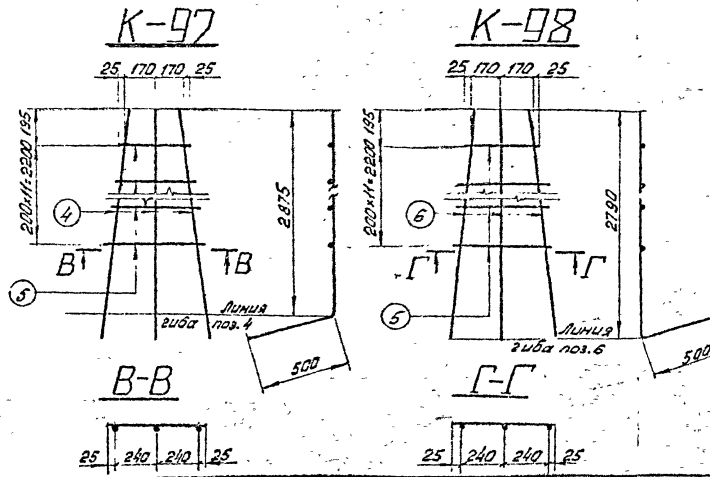 К-97
25 170 170 25
200×11=2200 195
2875
4
В В
5
Линия
гиба поз. 4
500
В-В
25 240 240 25
К-98
25 170 170 25
200×11=2200 195
2790
6
Г Г
5
Линия
гиба поз. 6
500
Г-Г
25 240 240 25